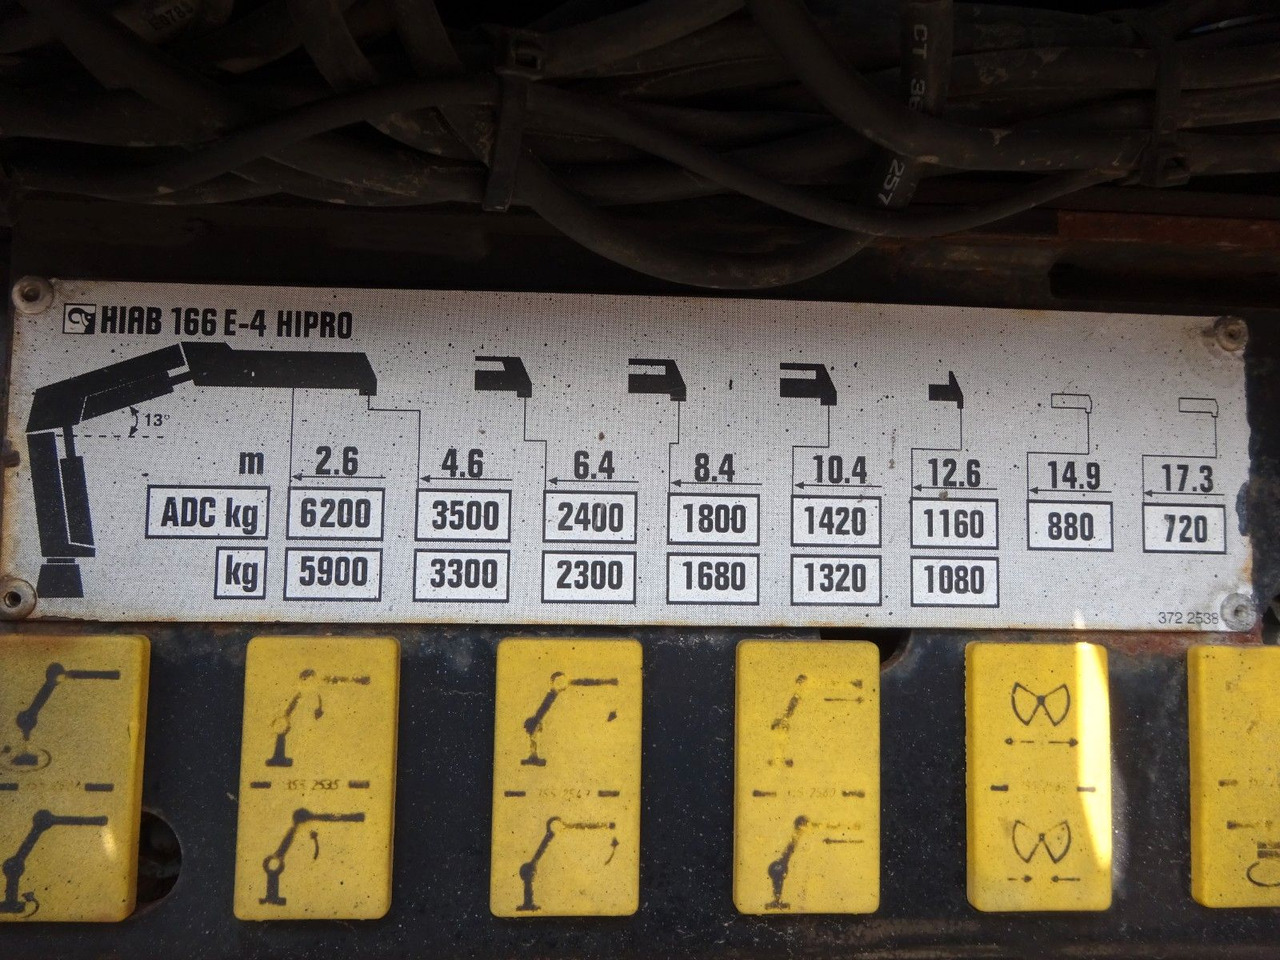 CT 36
257
HIAB 166 E-4 HIPRO
13°
m 2.6 4.6 6.4 8.4 10.4 12.6 14.9 17.3
ADC kg 6200 3500 2400 1800 1420 1160 880 720
kg 5900 3300 2300 1680 1320 1080
372 2538
355 2535